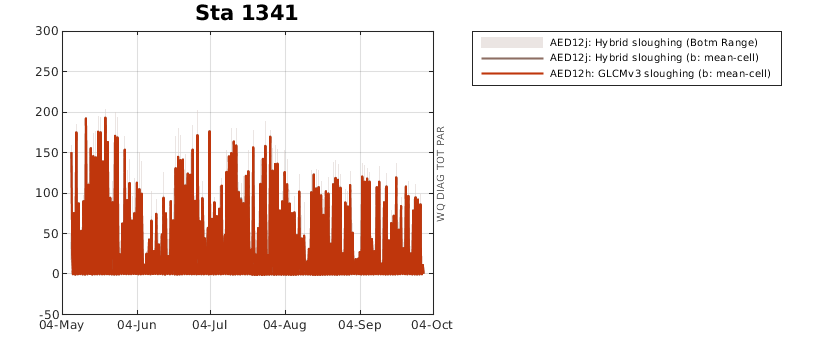 Sta 1341
300
250
200
150
100
50
0
-50
04-May
04-Jun
04-Jul
04-Aug
04-Sep
04-Oct
WQ DIAG TOT PAR
AED12j: Hybrid sloughing (Botm Range)
AED12j: Hybrid sloughing (b: mean-cell)
AED12h: GLCMv3 sloughing (b: mean-cell)